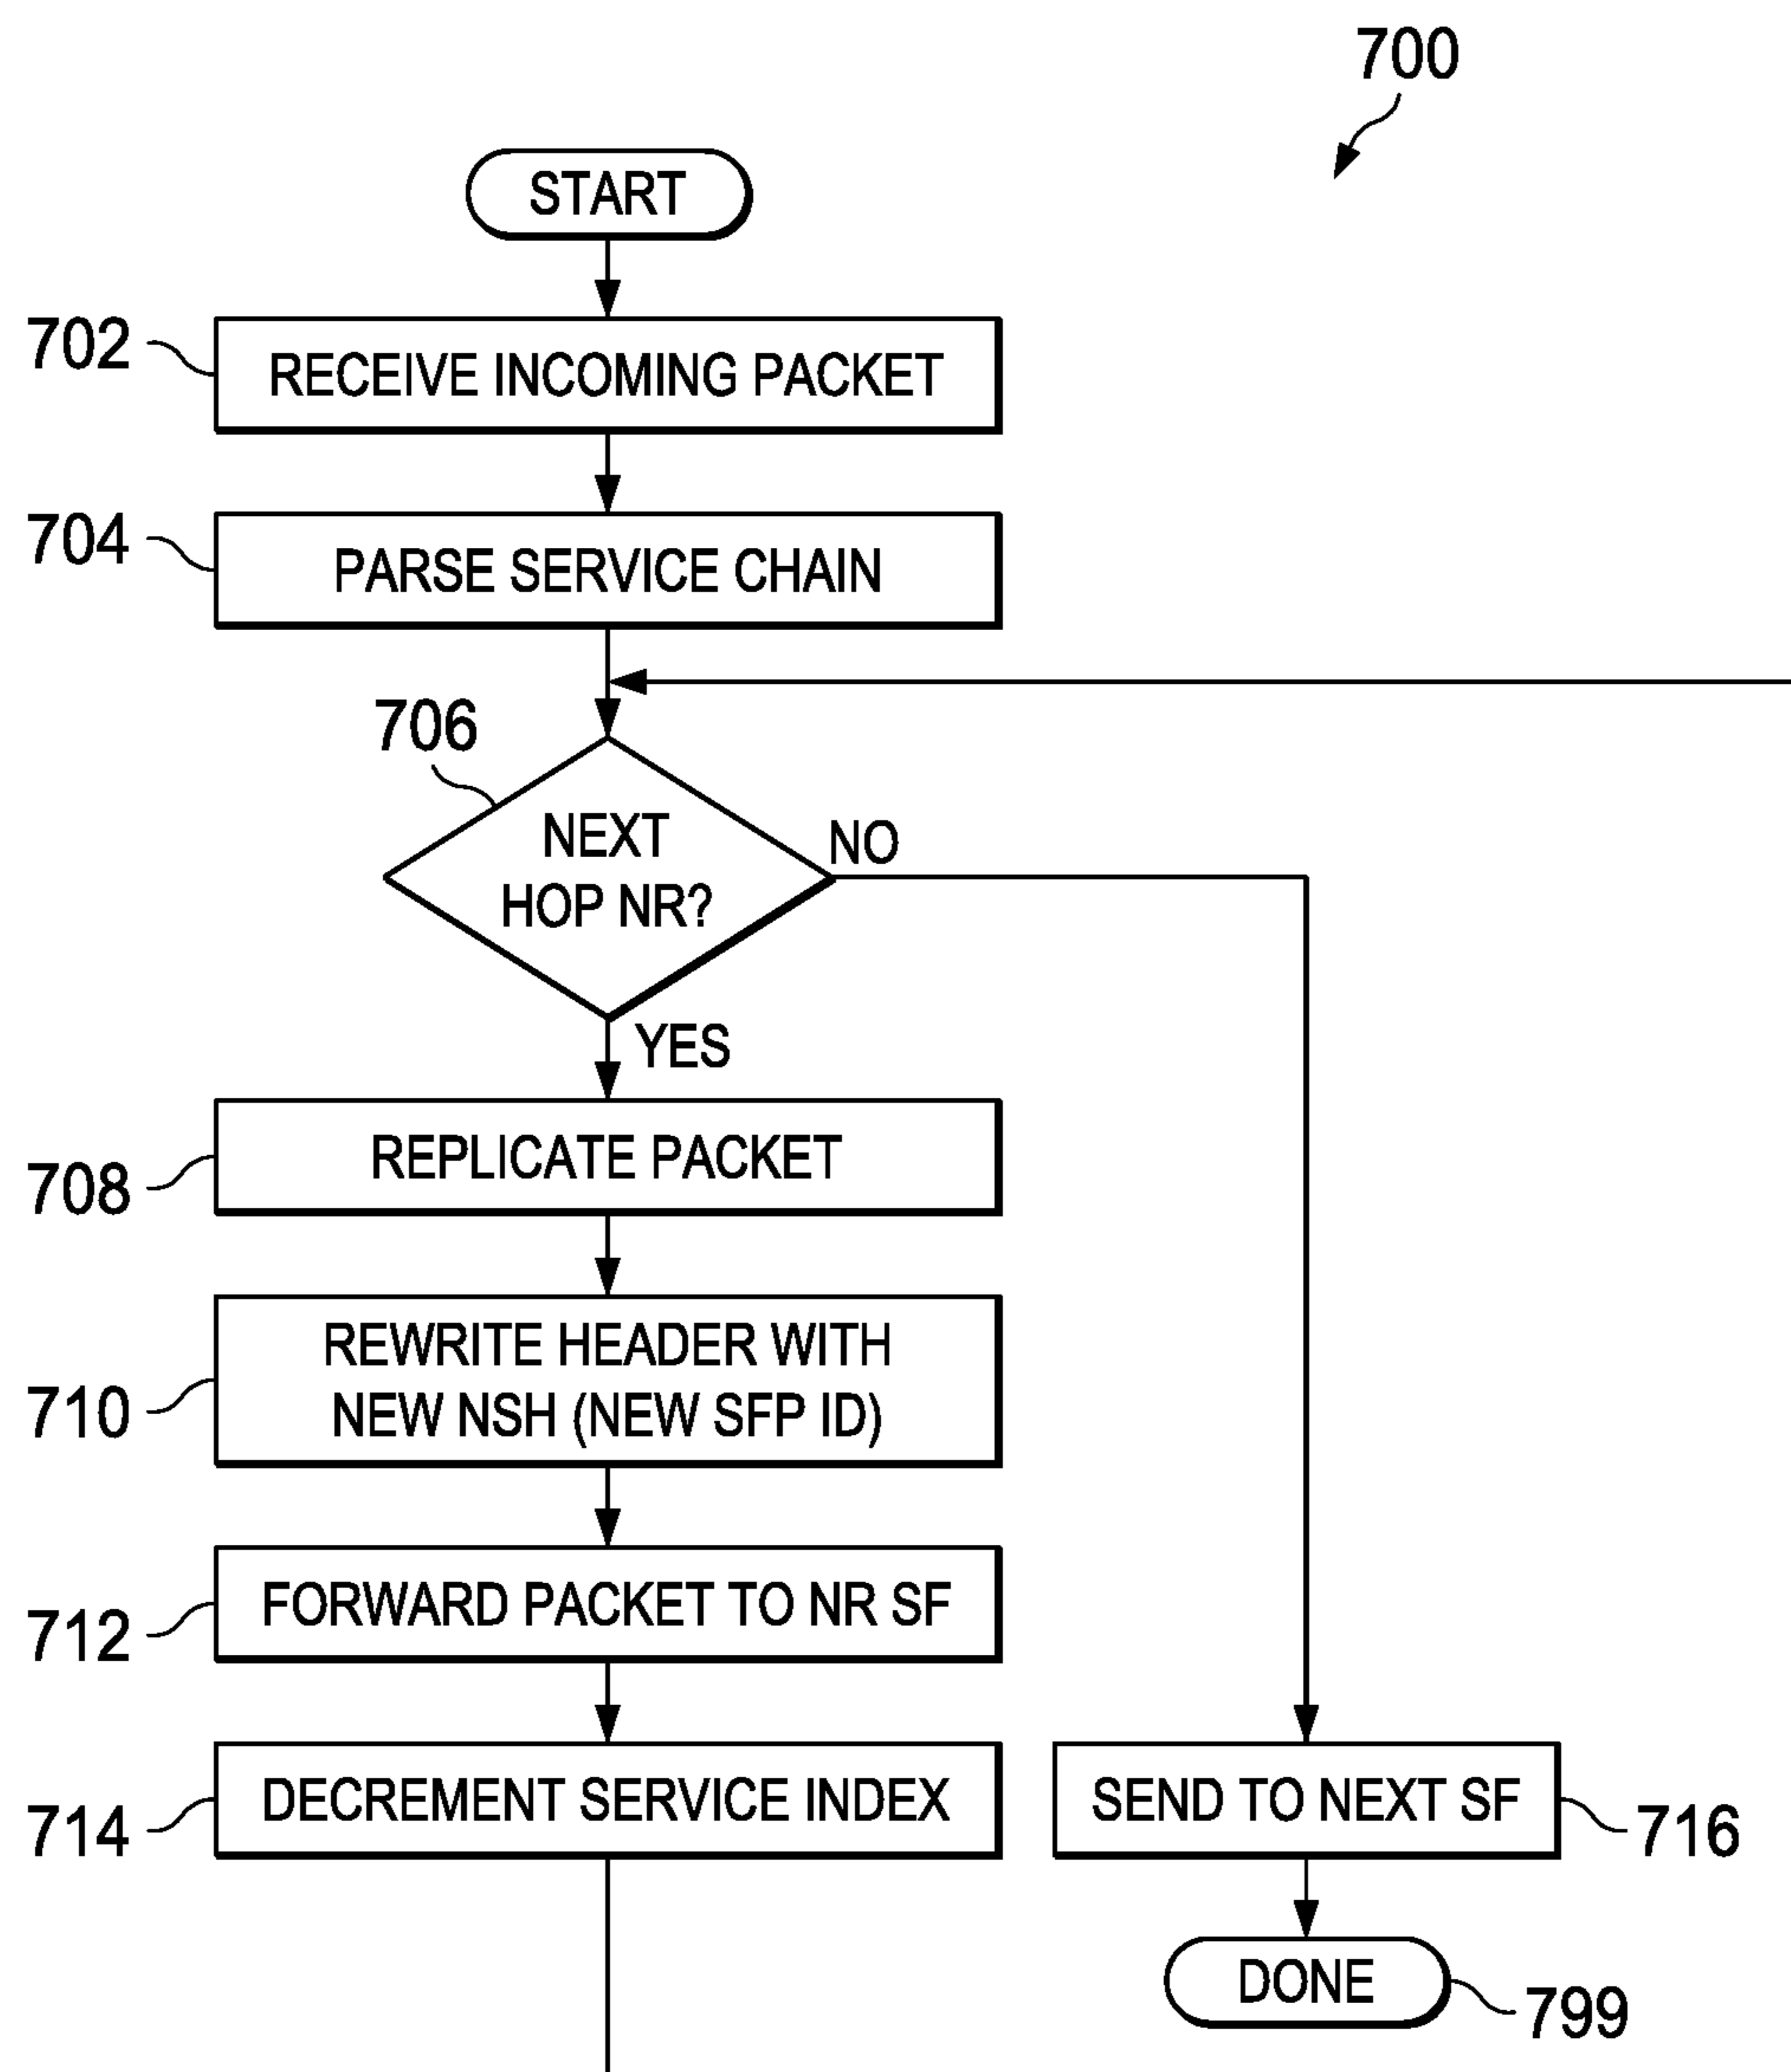 700
START
702
RECEIVE INCOMING PACKET
704
PARSE SERVICE CHAIN
706
NEXT
HOP NR?
NO
YES
708
REPLICATE PACKET
710
REWRITE HEADER WITH
NEW NSH (NEW SFP ID)
712
FORWARD PACKET TO NR SF
714
DECREMENT SERVICE INDEX
SEND TO NEXT SF
716
DONE
799